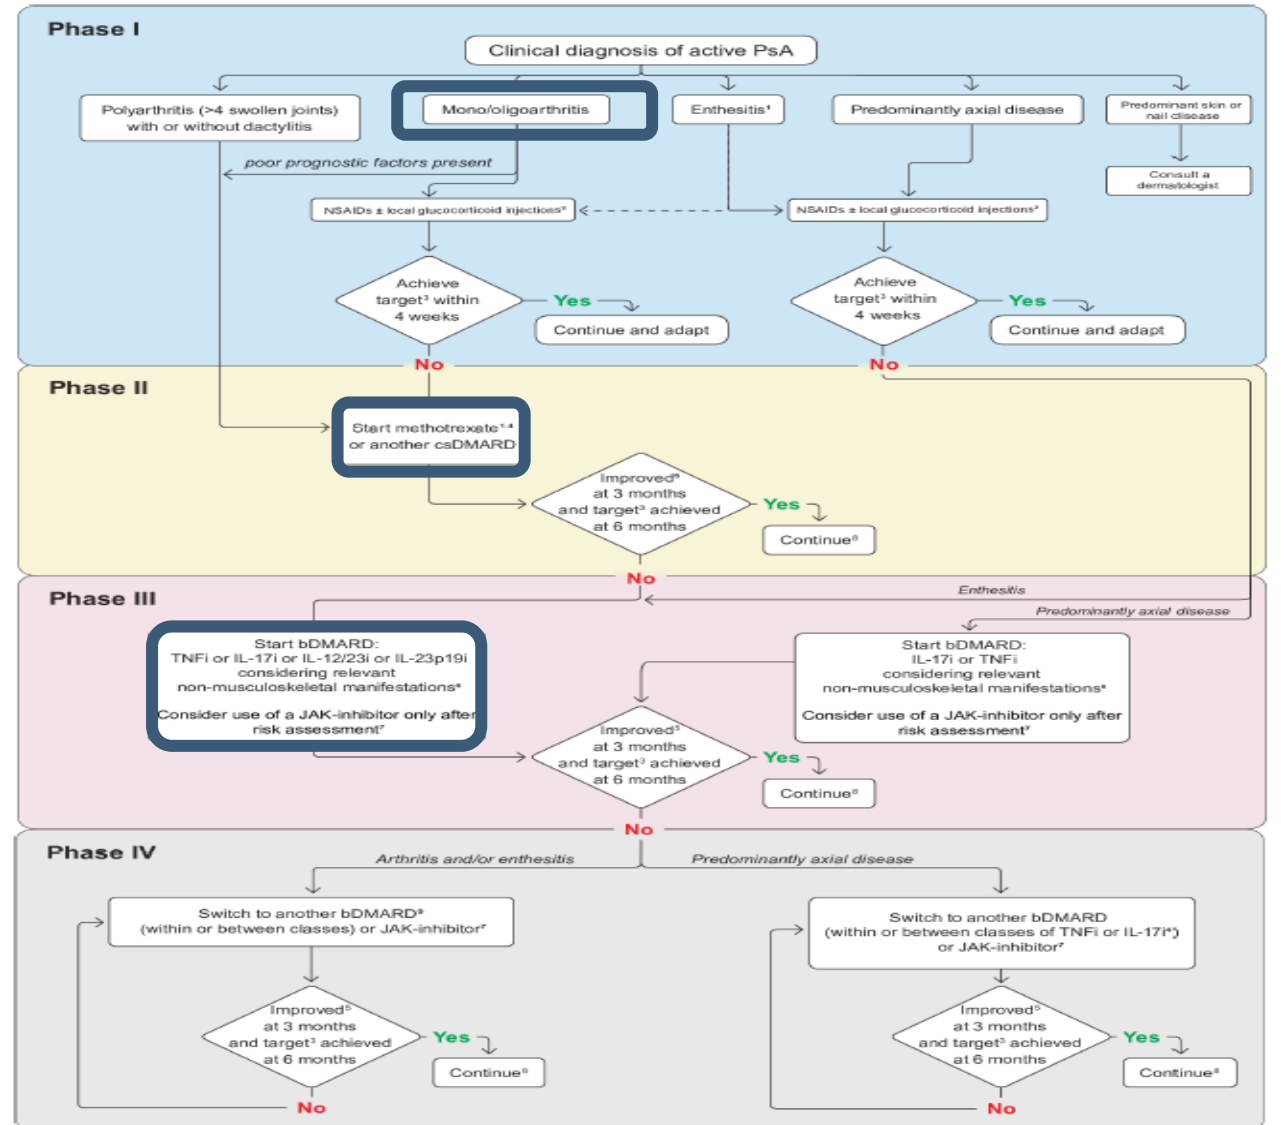 Phase I
Clinical diagnosis of active PsA
Polyarthritis (>4 swollen joints)
with or without dactylitis
Mono/oligoarthritis
Enthesitis¹
Predominantly axial disease
Predominant skin or
nail disease
poor prognostic factors present
Consult a
dermatologist
NSAIDs ± local glucocorticoid injections²
NSAIDs ± local glucocorticoid injections²
Achieve
target³ within
4 weeks
Yes
Continue and adapt
No
Achieve
target³ within
4 weeks
Yes
Continue and adapt
No
Phase II
Start methotrexate¹·⁴
or another csDMARD
Improved⁵
at 3 months
and target³ achieved
at 6 months
Yes
Continue⁸
No
Phase III
Enthesitis
Predominantly axial disease
Start bDMARD:
TNFi or IL-17i or IL-12/23i or IL-23p19i
considering relevant
non-musculoskeletal manifestations⁶
Consider use of a JAK-inhibitor only after
risk assessment⁷
Start bDMARD:
IL-17i or TNFi
considering relevant
non-musculoskeletal manifestations⁶
Consider use of a JAK-inhibitor only after
risk assessment⁷
Improved⁵
at 3 months
and target³ achieved
at 6 months
Yes
Continue⁸
No
Phase IV
Arthritis and/or enthesitis
Predominantly axial disease
Switch to another bDMARD⁹
(within or between classes) or JAK-inhibitor⁷
Improved⁵
at 3 months
and target³ achieved
at 6 months
Yes
Continue⁸
No
Switch to another bDMARD
(within or between classes of TNFi or IL-17i⁶)
or JAK-inhibitor⁷
Improved⁵
at 3 months
and target³ achieved
at 6 months
Yes
Continue⁸
No